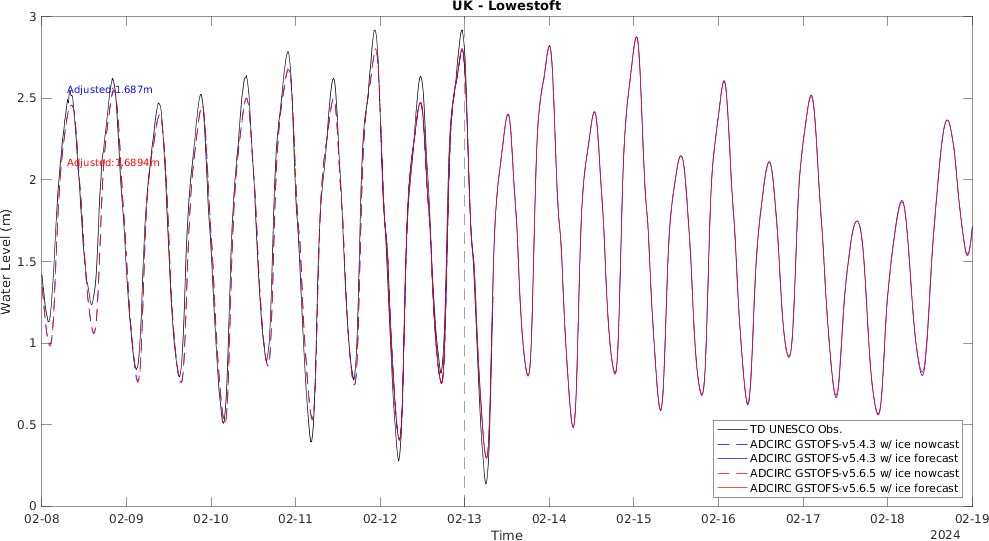 UK - Lowestoft
3
2.5
2
1.5
1
0.5
0
Water Level (m)
Adjusted:1.687m
Adjusted:1.6894m
TD UNESCO Obs.
ADCIRC GSTOFS-v5.4.3 w/ ice nowcast
ADCIRC GSTOFS-v5.4.3 w/ ice forecast
ADCIRC GSTOFS-v5.6.5 w/ ice nowcast
ADCIRC GSTOFS-v5.6.5 w/ ice forecast
02-08 02-09 02-10 02-11 02-12 02-13 02-14 02-15 02-16 02-17 02-18 02-19
Time
2024